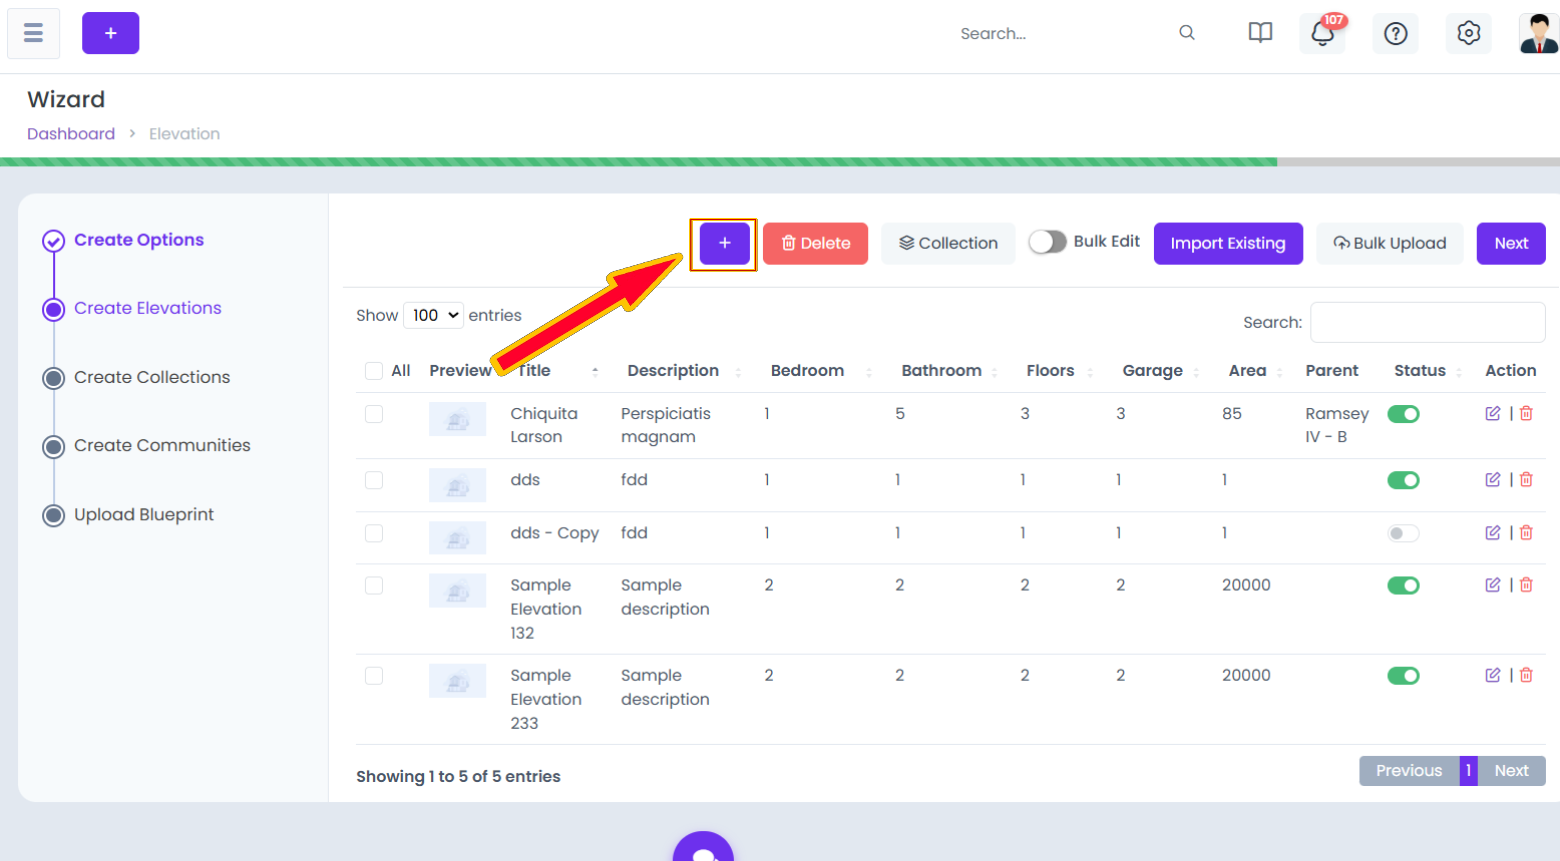 +
Search...
107
Wizard
Dashboard > Elevation
Create Options
Create Elevations
Create Collections
Create Communities
Upload Blueprint
+ Delete Collection Bulk Edit Import Existing Bulk Upload Next
Show 100 entries
Search:
All Preview Title Description Bedroom Bathroom Floors Garage Area Parent Status Action
Chiquita Perspiciatis 1 5 3 3 85 Ramsey |
Larson magnam IV - B
dds fdd 1 1 1 1 1 |
dds - Copy fdd 1 1 1 1 1 |
Sample Sample 2 2 2 2 20000 |
Elevation description
132
Sample Sample 2 2 2 2 20000 |
Elevation description
233
Showing 1 to 5 of 5 entries
Previous 1 Next